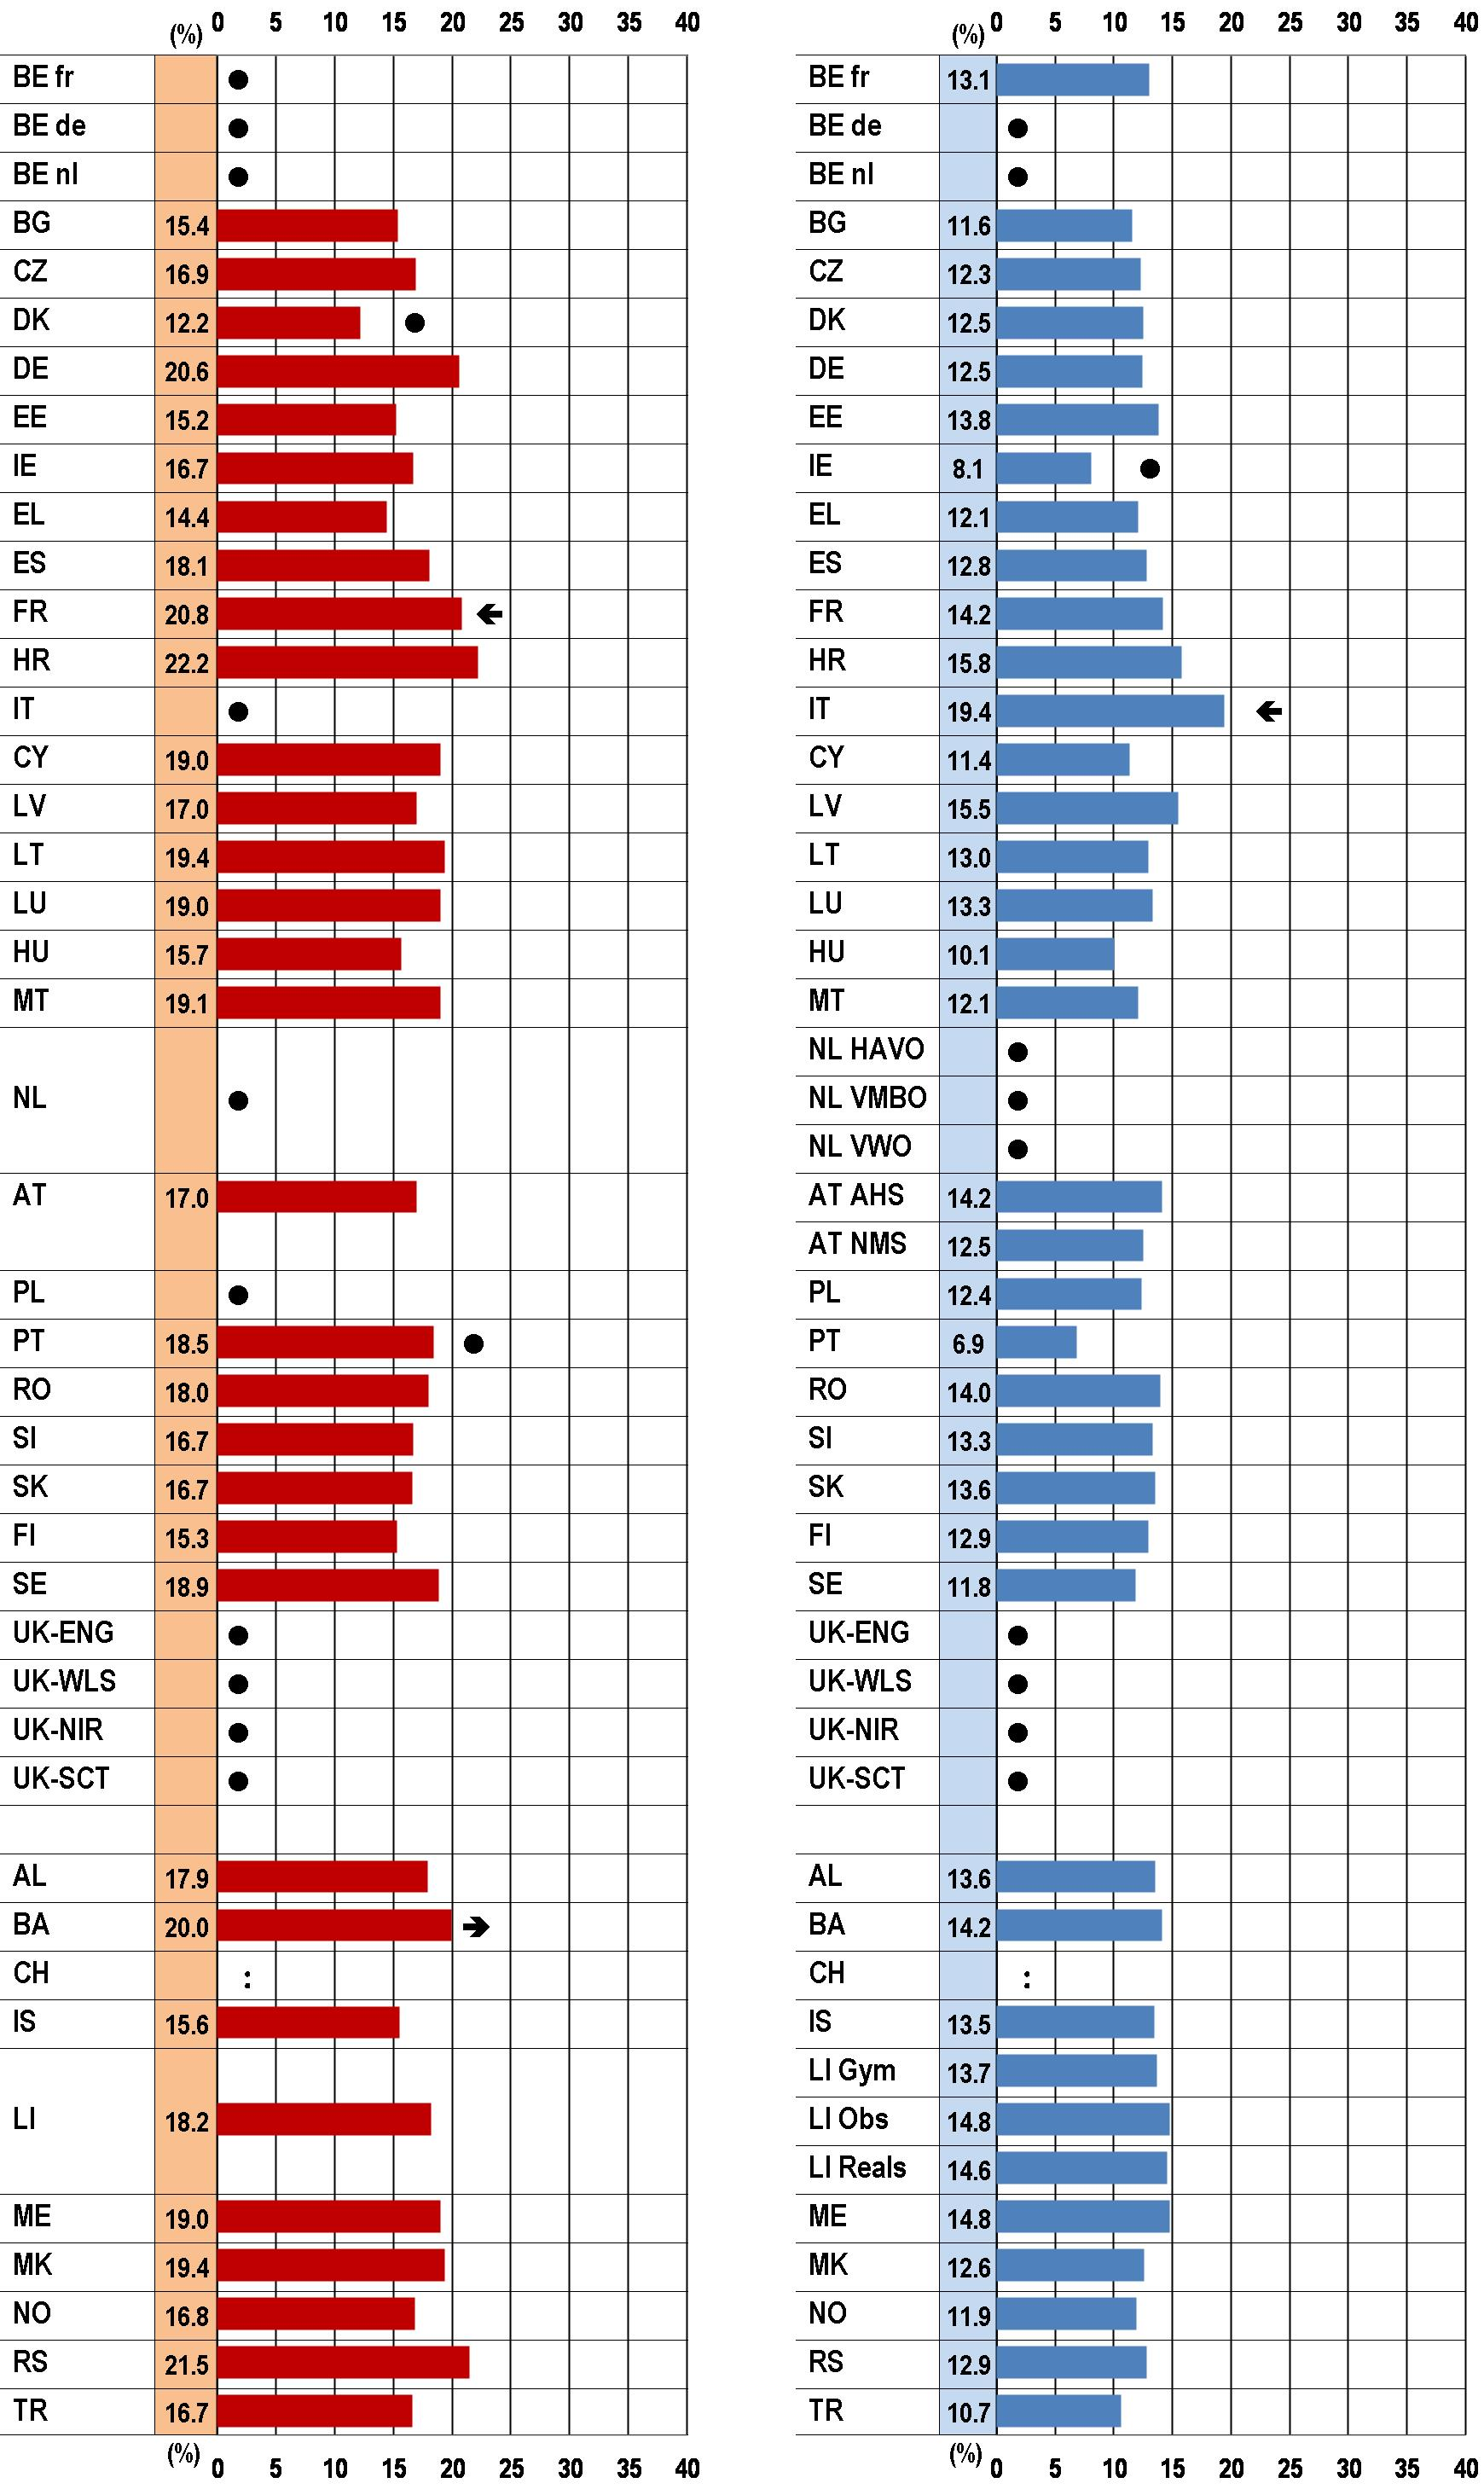 0 5 10 15 20 25 30 35 40 0 5 10 15 20 25 30 35 40
(%) (%)
BE fr ● BE fr 13.1
BE de ● BE de ●
BE nl ● BE nl ●
BG 15.4 BG 11.6
CZ 16.9 CZ 12.3
DK 12.2 ● DK 12.5
DE 20.6 DE 12.5
EE 15.2 EE 13.8
IE 16.7 IE 8.1 ●
EL 14.4 EL 12.1
ES 18.1 ES 12.8
FR 20.8 🡸 FR 14.2
HR 22.2 HR 15.8
IT ● IT 19.4 🡸
CY 19.0 CY 11.4
LV 17.0 LV 15.5
LT 19.4 LT 13.0
LU 19.0 LU 13.3
HU 15.7 HU 10.1
MT 19.1 MT 12.1
NL HAVO ●
NL ● NL VMBO ●
NL VWO ●
AT 17.0 AT AHS 14.2
AT NMS 12.5
PL ● PL 12.4
PT 18.5 ● PT 6.9
RO 18.0 RO 14.0
SI 16.7 SI 13.3
SK 16.7 SK 13.6
FI 15.3 FI 12.9
SE 18.9 SE 11.8
UK-ENG ● UK-ENG ●
UK-WLS ● UK-WLS ●
UK-NIR ● UK-NIR ●
UK-SCT ● UK-SCT ●
AL 17.9 AL 13.6
BA 20.0 🡺 BA 14.2
CH : CH :
IS 15.6 IS 13.5
LI Gym 13.7
LI 18.2 LI Obs 14.8
LI Reals 14.6
ME 19.0 ME 14.8
MK 19.4 MK 12.6
NO 16.8 NO 11.9
RS 21.5 RS 12.9
TR 16.7 TR 10.7
(%) (%)
0 5 10 15 20 25 30 35 40 0 5 10 15 20 25 30 35 40